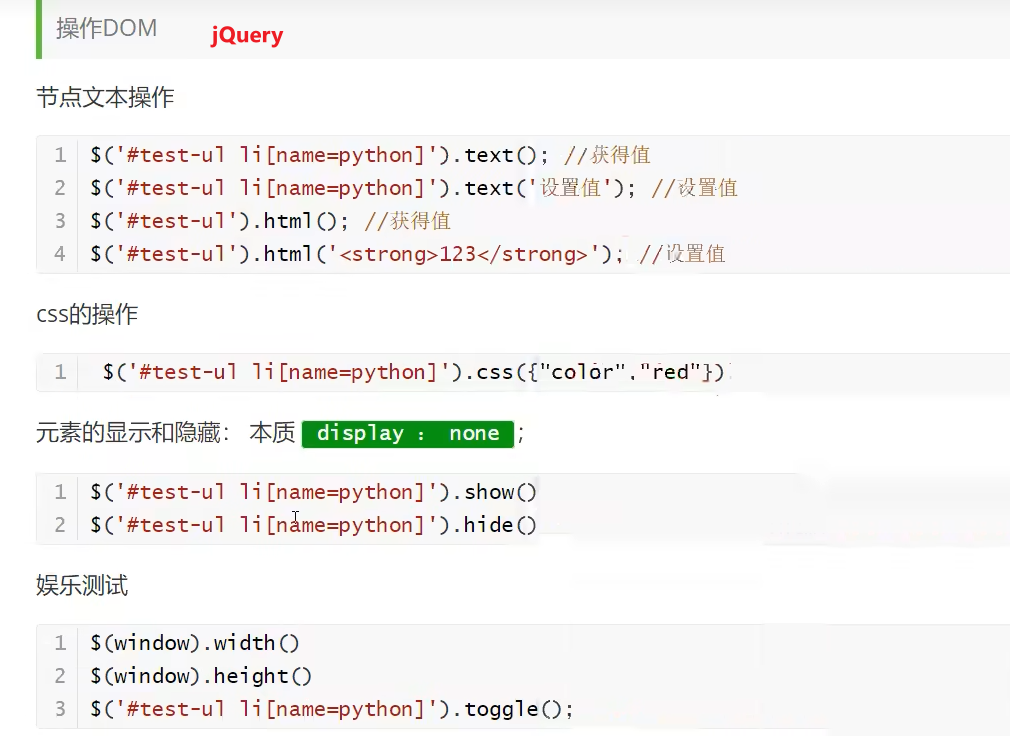 操作DOM jQuery
节点文本操作
1 $('#test-ul li[name=python]').text(); //获得值
2 $('#test-ul li[name=python]').text('设置值'); //设置值
3 $('#test-ul').html(); //获得值
4 $('#test-ul').html('<strong>123</strong>'); //设置值
css的操作
1 $('#test-ul li[name=python]').css({"color","red"})
元素的显示和隐藏： 本质 display ： none ;
1 $('#test-ul li[name=python]').show()
2 $('#test-ul li[name=python]').hide()
娱乐测试
1 $(window).width()
2 $(window).height()
3 $('#test-ul li[name=python]').toggle();